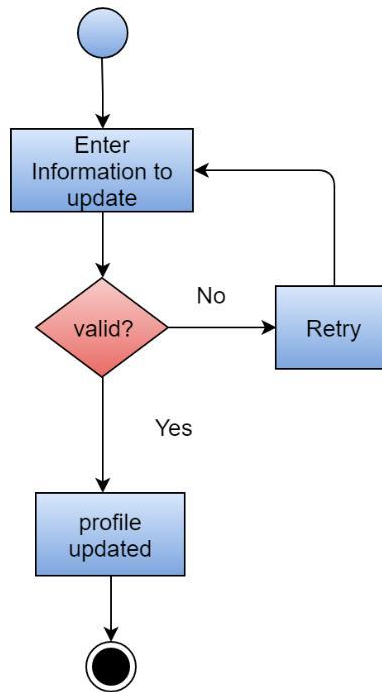 Enter
Information to
update
valid?
No
Retry
Yes
profile
updated